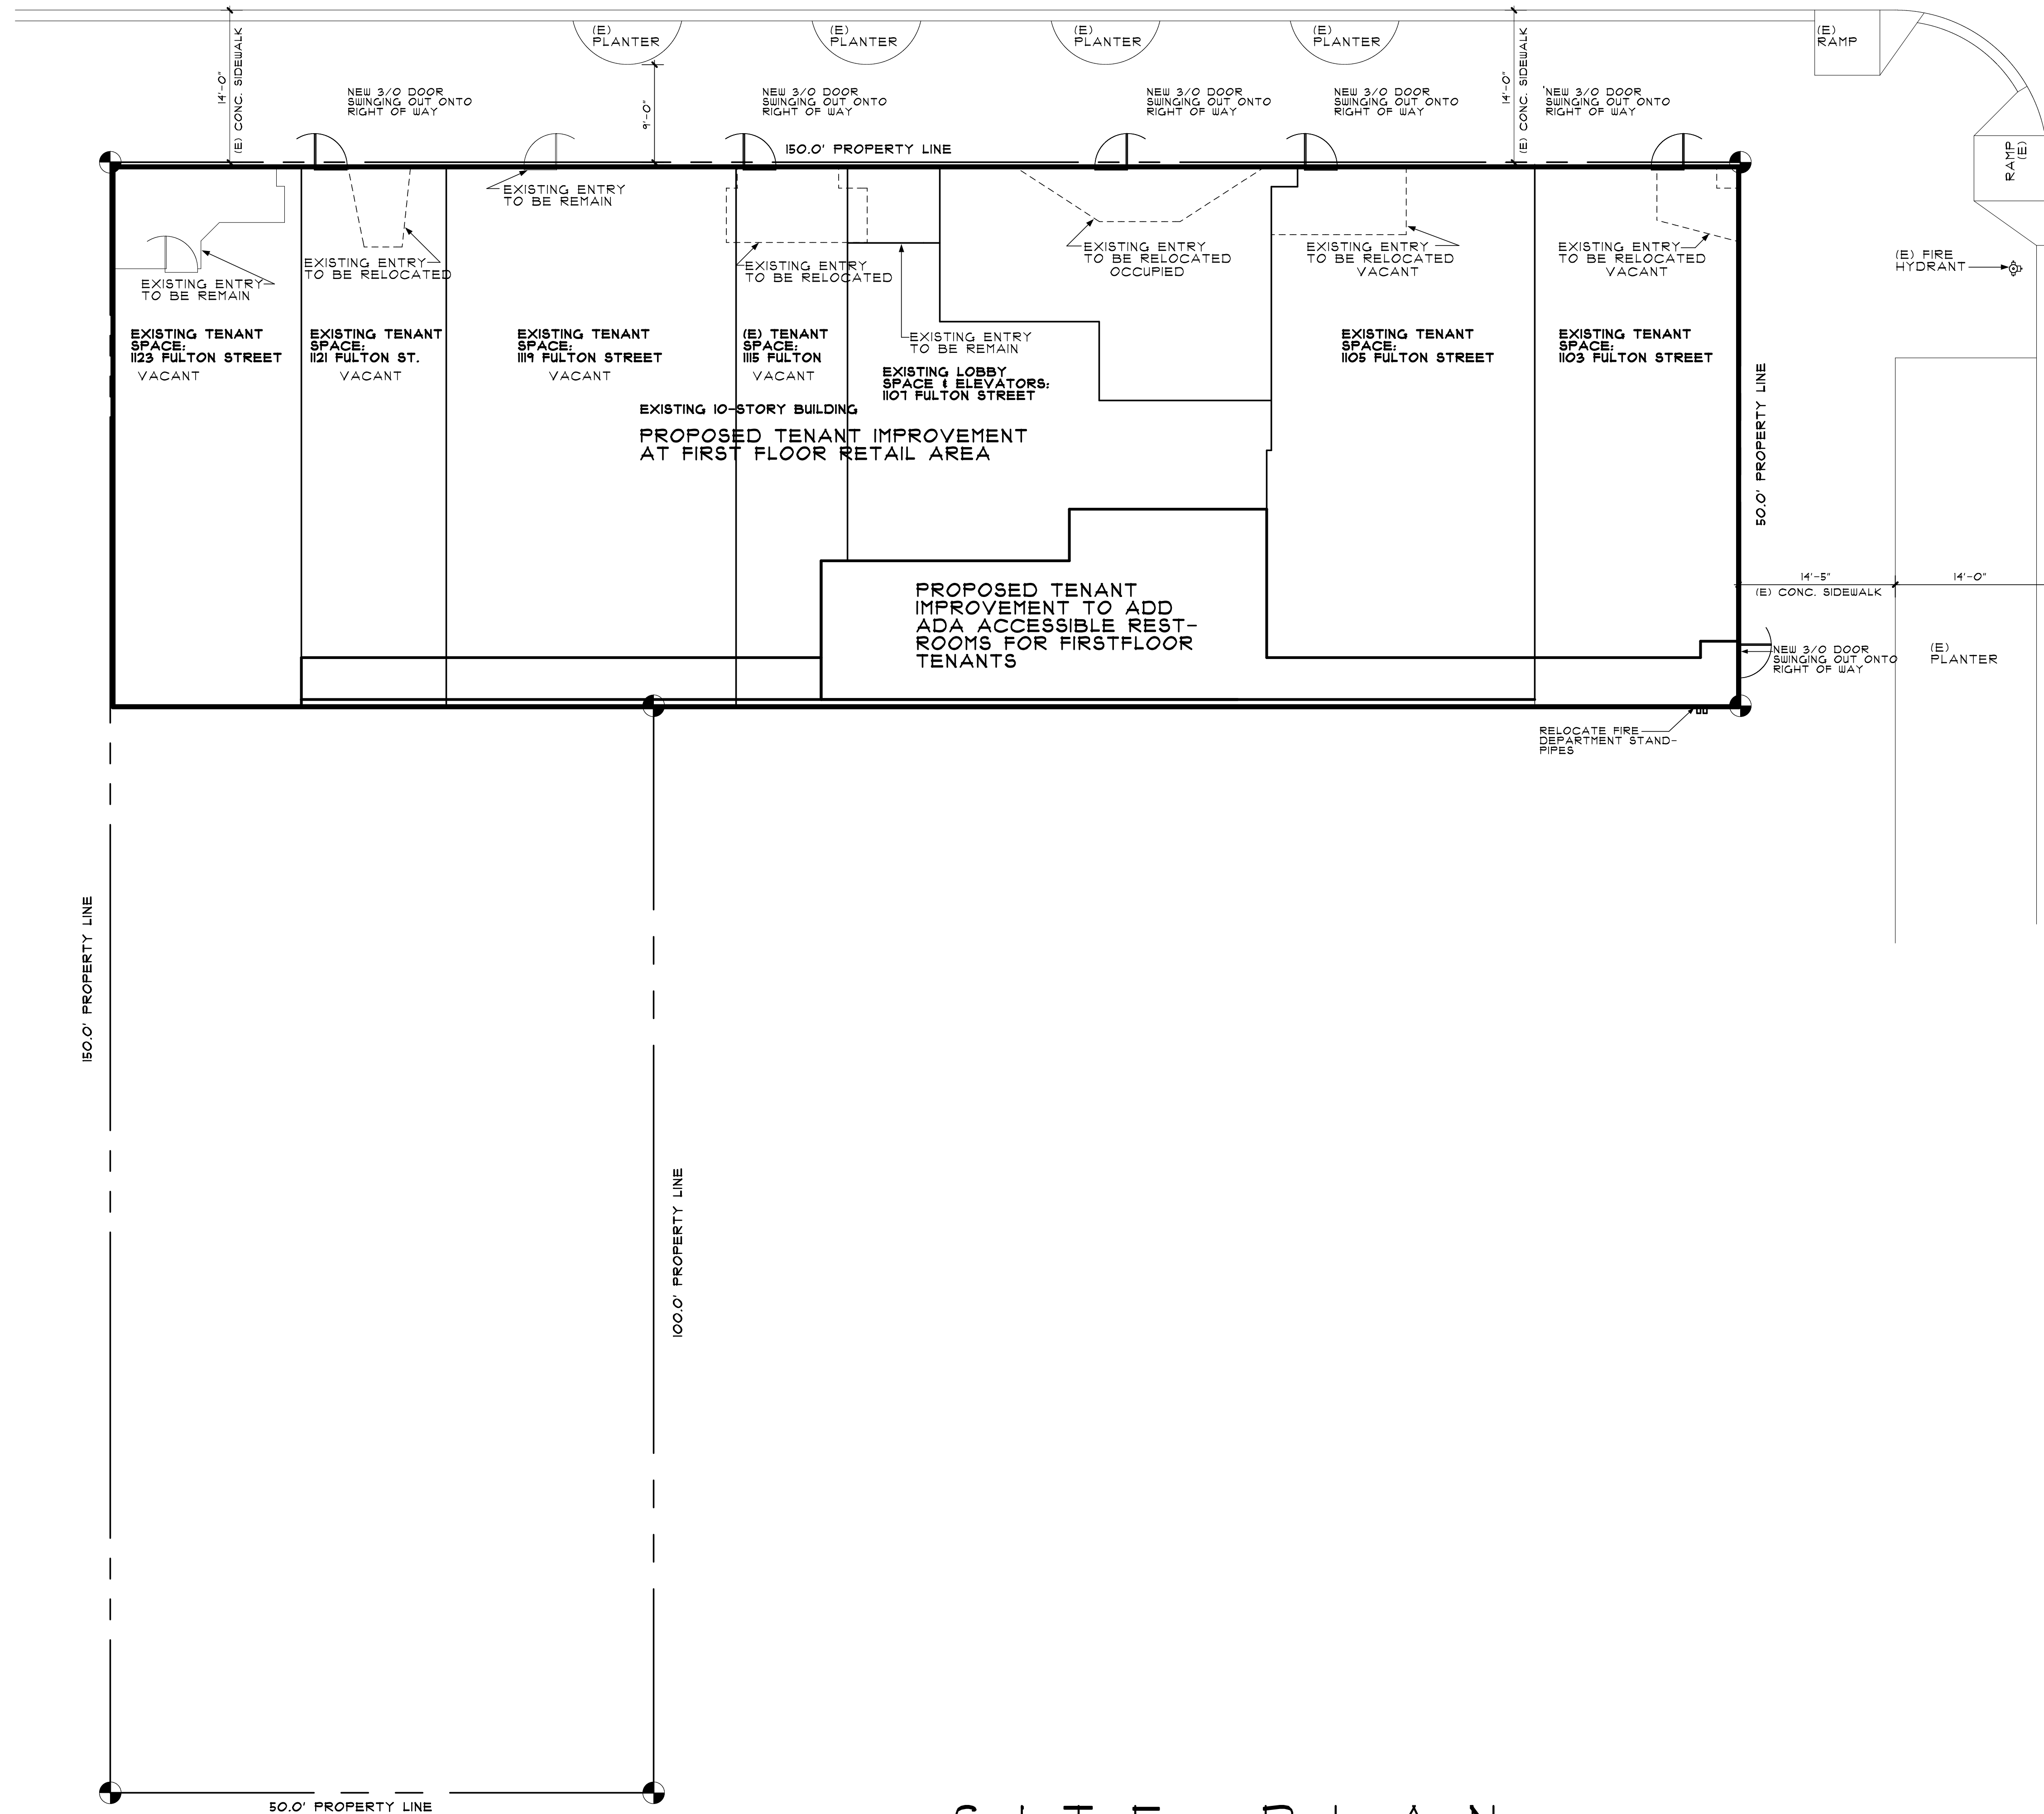 (E)
PLANTER
(E)
PLANTER
(E)
PLANTER
(E)
PLANTER
(E)
RAMP
14'-0"
(E) CONC. SIDEWALK
NEW 3/0 DOOR
SWINGING OUT ONTO
RIGHT OF WAY
9'-0"
NEW 3/0 DOOR
SWINGING OUT ONTO
RIGHT OF WAY
NEW 3/0 DOOR
SWINGING OUT ONTO
RIGHT OF WAY
NEW 3/0 DOOR
SWINGING OUT ONTO
RIGHT OF WAY
14'-0"
(E) CONC. SIDEWALK
NEW 3/0 DOOR
SWINGING OUT ONTO
RIGHT OF WAY
150.0' PROPERTY LINE
RAMP
(E)
EXISTING ENTRY
TO BE REMAIN
EXISTING ENTRY
TO BE REMAIN
EXISTING ENTRY
TO BE RELOCATED
EXISTING ENTRY
TO BE RELOCATED
EXISTING ENTRY
TO BE RELOCATED
OCCUPIED
EXISTING ENTRY
TO BE RELOCATED
VACANT
EXISTING ENTRY
TO BE RELOCATED
VACANT
(E) FIRE
HYDRANT
EXISTING TENANT
SPACE:
1123 FULTON STREET
VACANT
EXISTING TENANT
SPACE:
1121 FULTON ST.
VACANT
EXISTING TENANT
SPACE:
1119 FULTON STREET
VACANT
(E) TENANT
SPACE:
1115 FULTON
VACANT
EXISTING ENTRY
TO BE REMAIN
EXISTING LOBBY
SPACE & ELEVATORS:
1107 FULTON STREET
EXISTING TENANT
SPACE:
1105 FULTON STREET
EXISTING TENANT
SPACE:
1103 FULTON STREET
EXISTING 10-STORY BUILDING
PROPOSED TENANT IMPROVEMENT
AT FIRST FLOOR RETAIL AREA
50.0' PROPERTY LINE
PROPOSED TENANT
IMPROVEMENT TO ADD
ADA ACCESSIBLE REST-
ROOMS FOR FIRSTFLOOR
TENANTS
14'-5"
(E) CONC. SIDEWALK
14'-0"
NEW 3/0 DOOR
SWINGING OUT ONTO
RIGHT OF WAY
(E)
PLANTER
RELOCATE FIRE
DEPARTMENT STAND-
PIPES
150.0' PROPERTY LINE
100.0' PROPERTY LINE
50.0' PROPERTY LINE
SITE PLAN